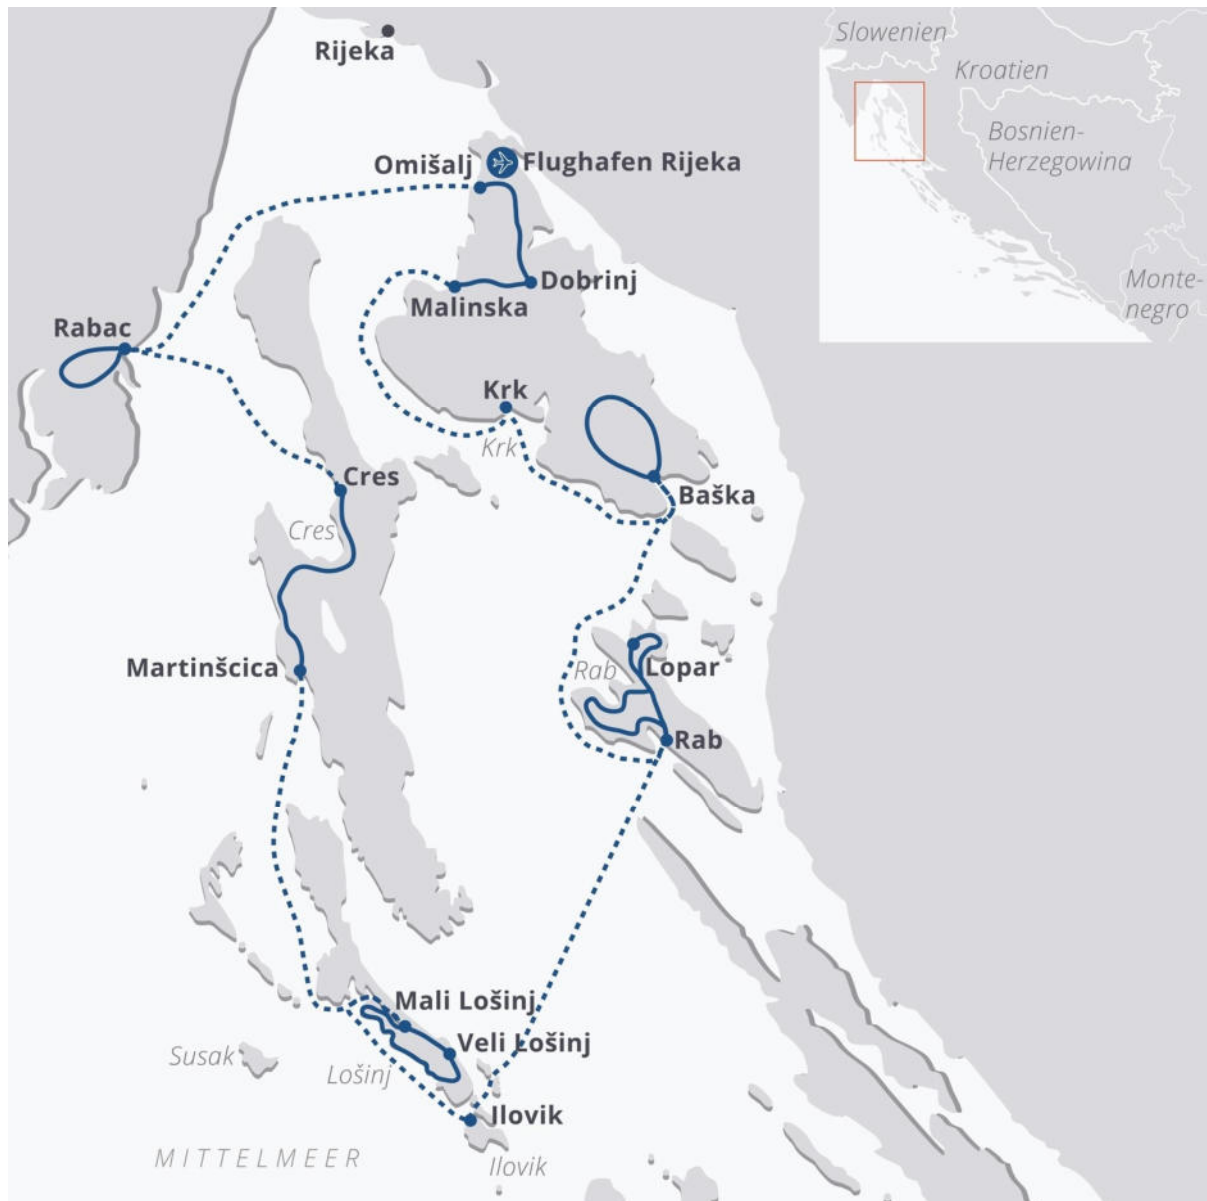 Rijeka
Slowenien
Kroatien
Bosnien-
Herzegowina
Monte-
negro
Omišalj
Flughafen Rijeka
Dobrinj
Malinska
Rabac
Krk
Krk
Cres
Baška
Cres
Martinšcica
Rab
Lopar
Rab
Mali Lošinj
Veli Lošinj
Susak
Lošinj
Ilovik
MITTELMEER
Ilovik